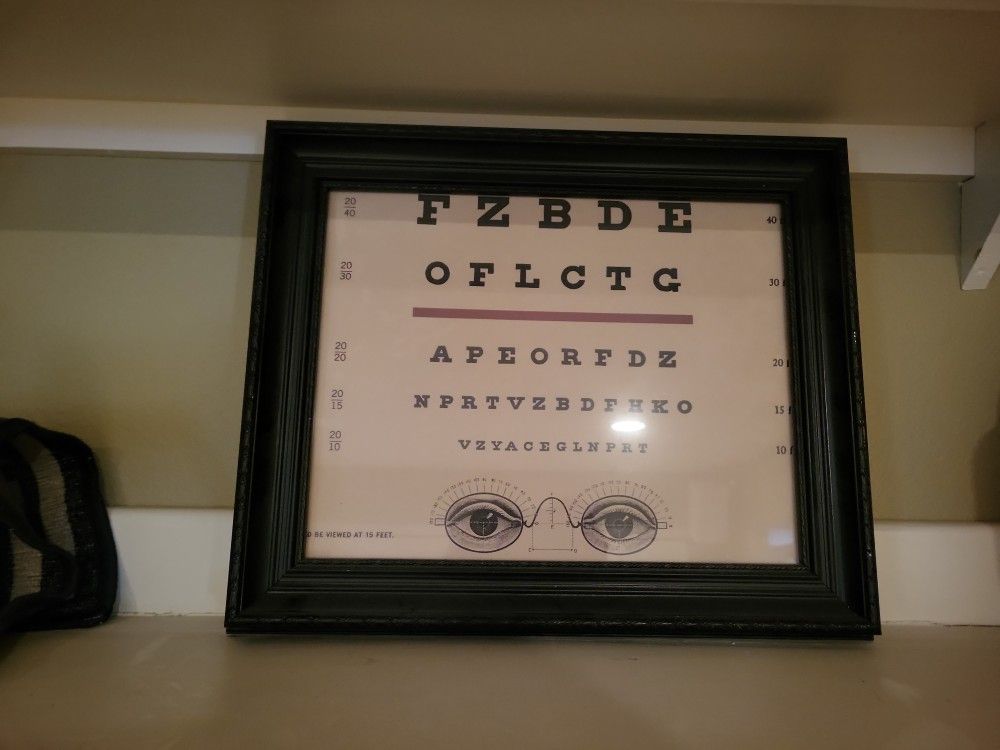 20/40 F Z B D E 40
20/30 O F L C T G 30
20/20 A P E O R F D Z 20
20/15 N P R T V Z B D F H K O 15 f
20/10 V Z Y A C E G L N P R T 10 f
D BE VIEWED AT 15 FEET.